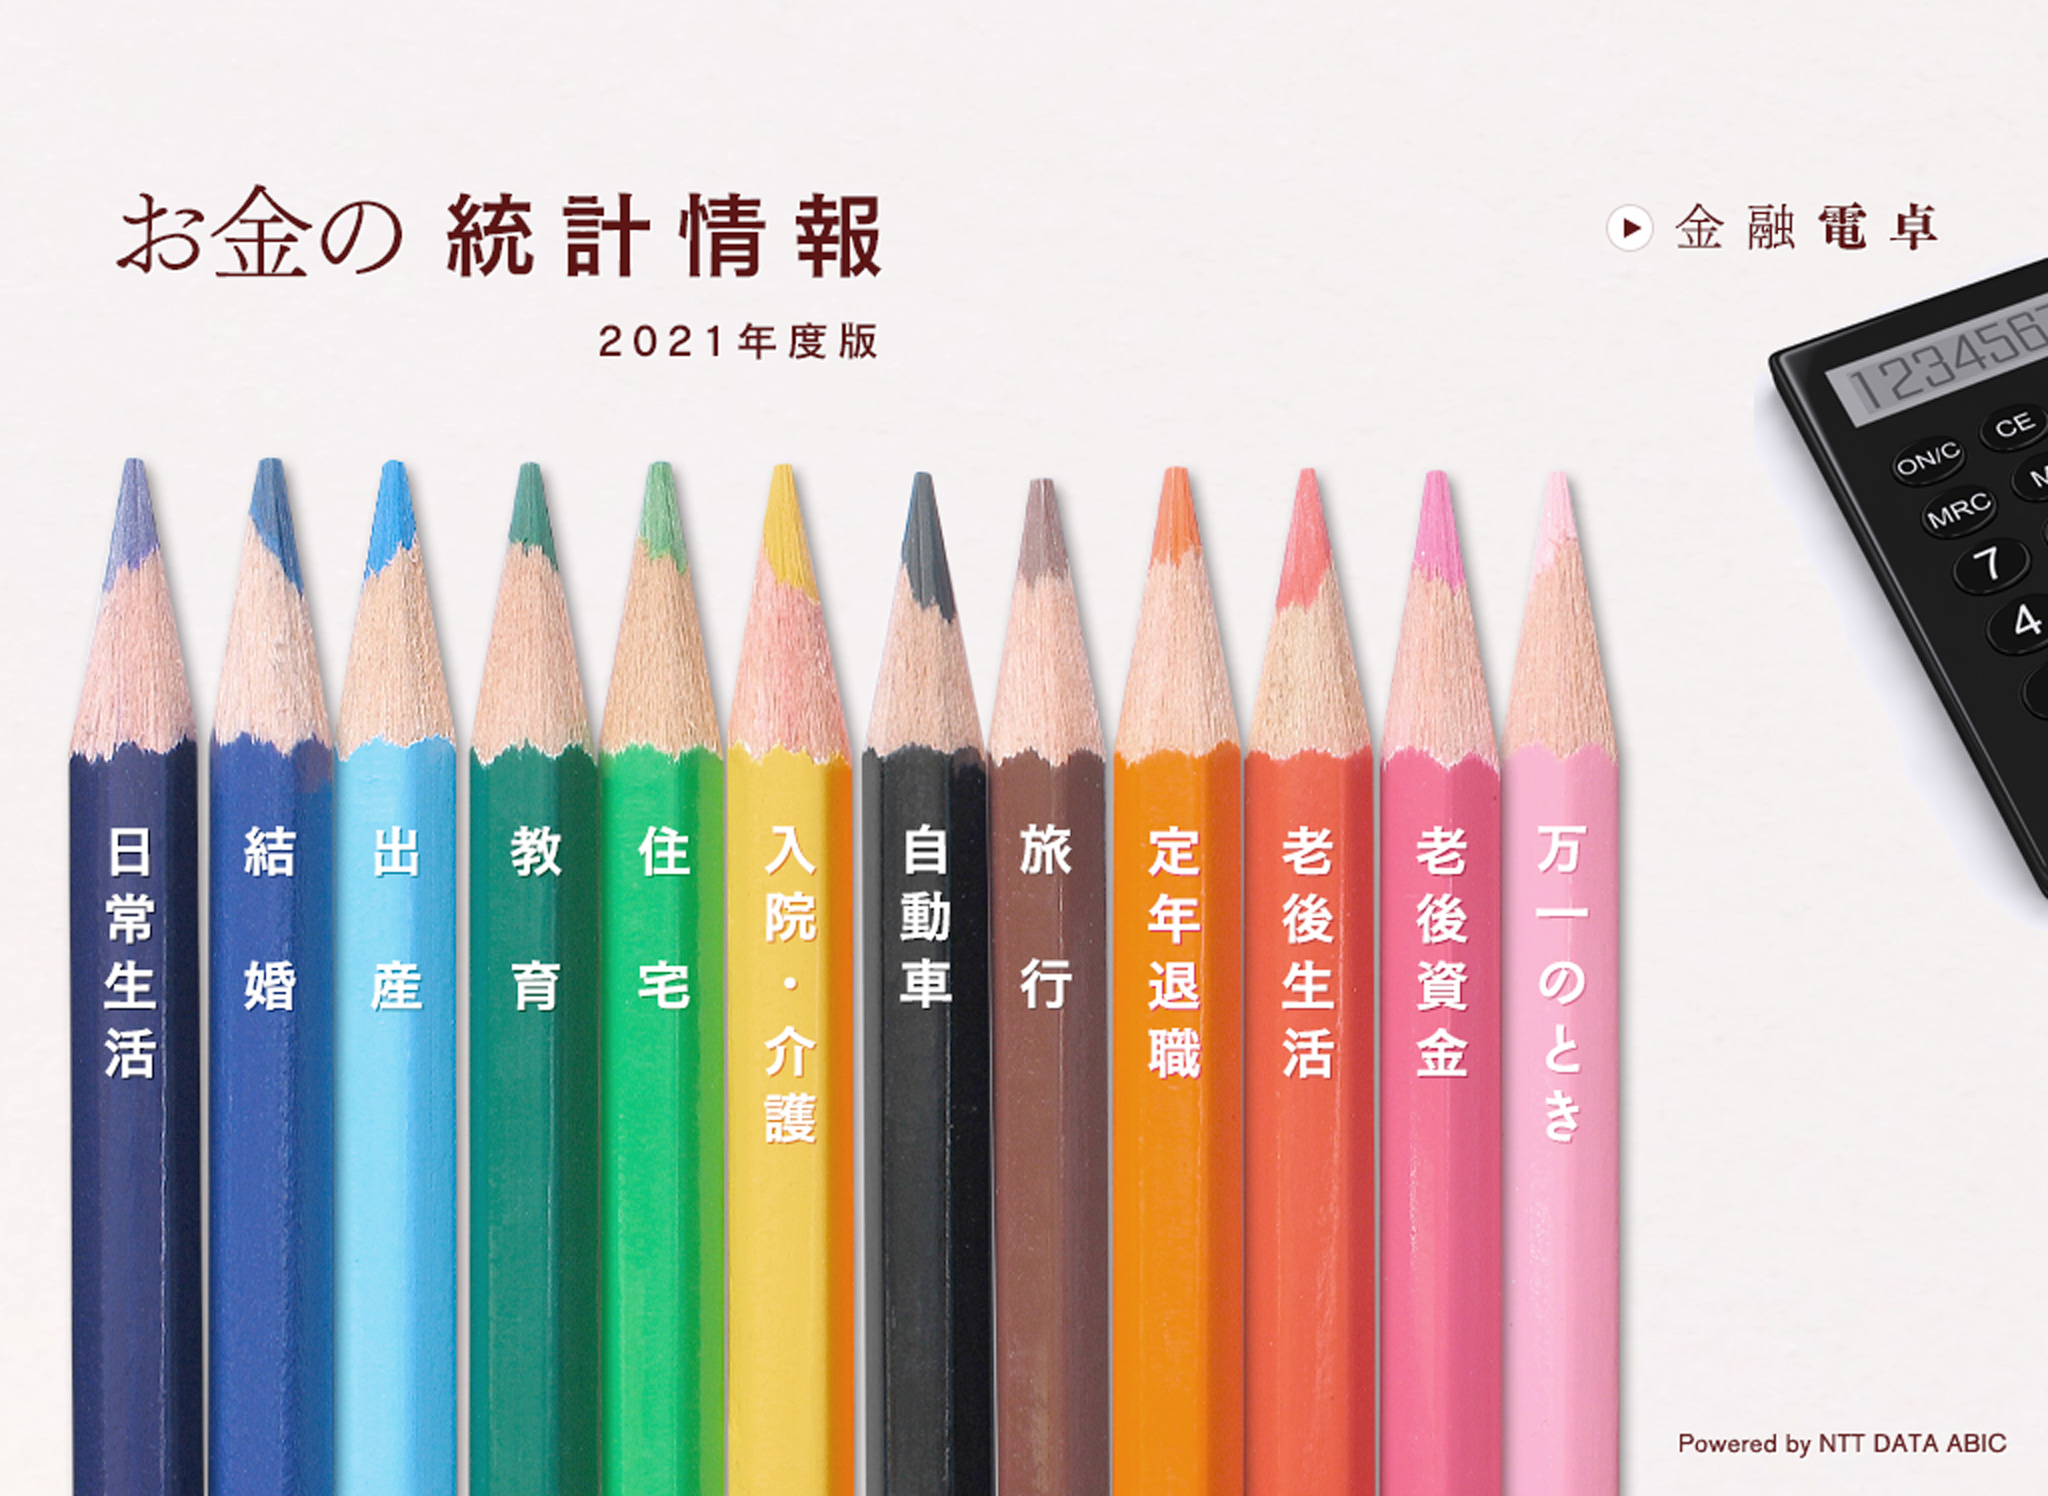 お金の 統計情報
2021年度版
金融電卓
123456
ON/C
CE
MRC
7
4
日常生活
結婚
出産
教育
住宅
入院・介護
自動車
旅行
定年退職
老後生活
老後資金
万一のとき
Powered by NTT DATA ABIC